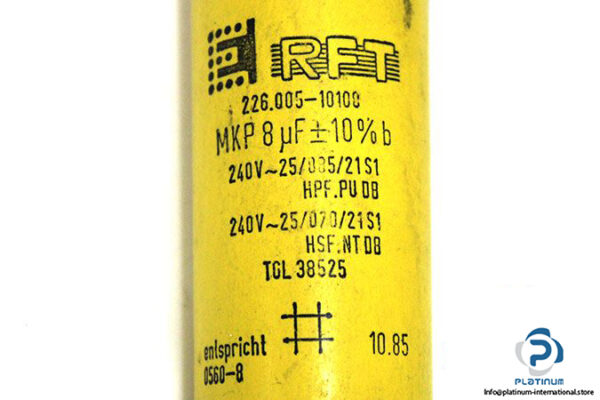 RFT
226.005-10108
MKP 8 µF ± 10% b
240V~25/085/21S1
HPF.PU DB
240V~25/070/21S1
HSF.NT DB
TGL 38525
entspricht 10.85
0560-8
PLATINUM
info@platinum-international.store